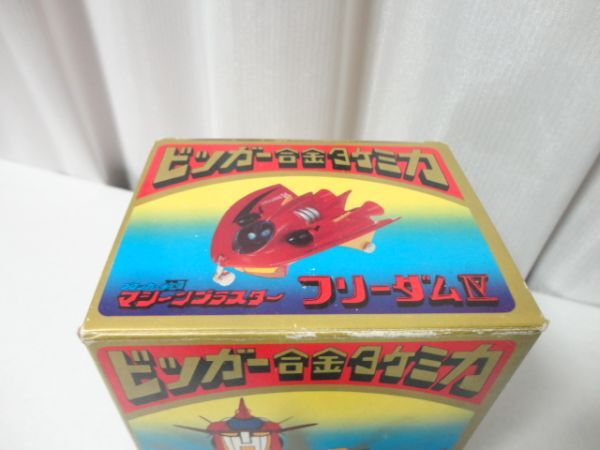 ビッガー合金タケミカ
ブロッカー軍団
マシーンブラスター フリーダムⅣ
ビッガー合金タケミカ